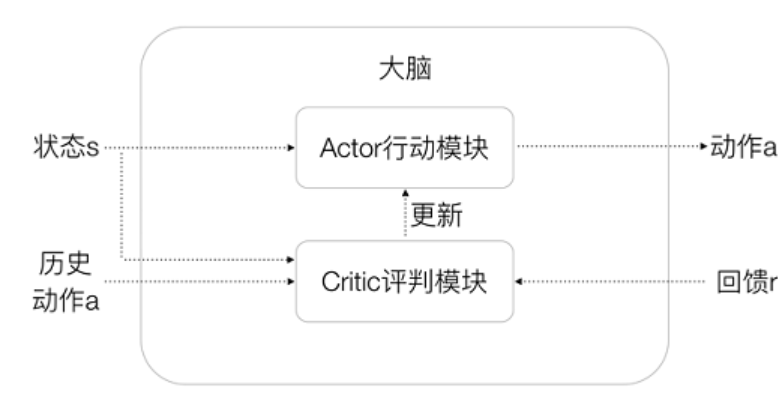 大脑
状态s
Actor行动模块
动作a
更新
历史
动作a
Critic评判模块
回馈r